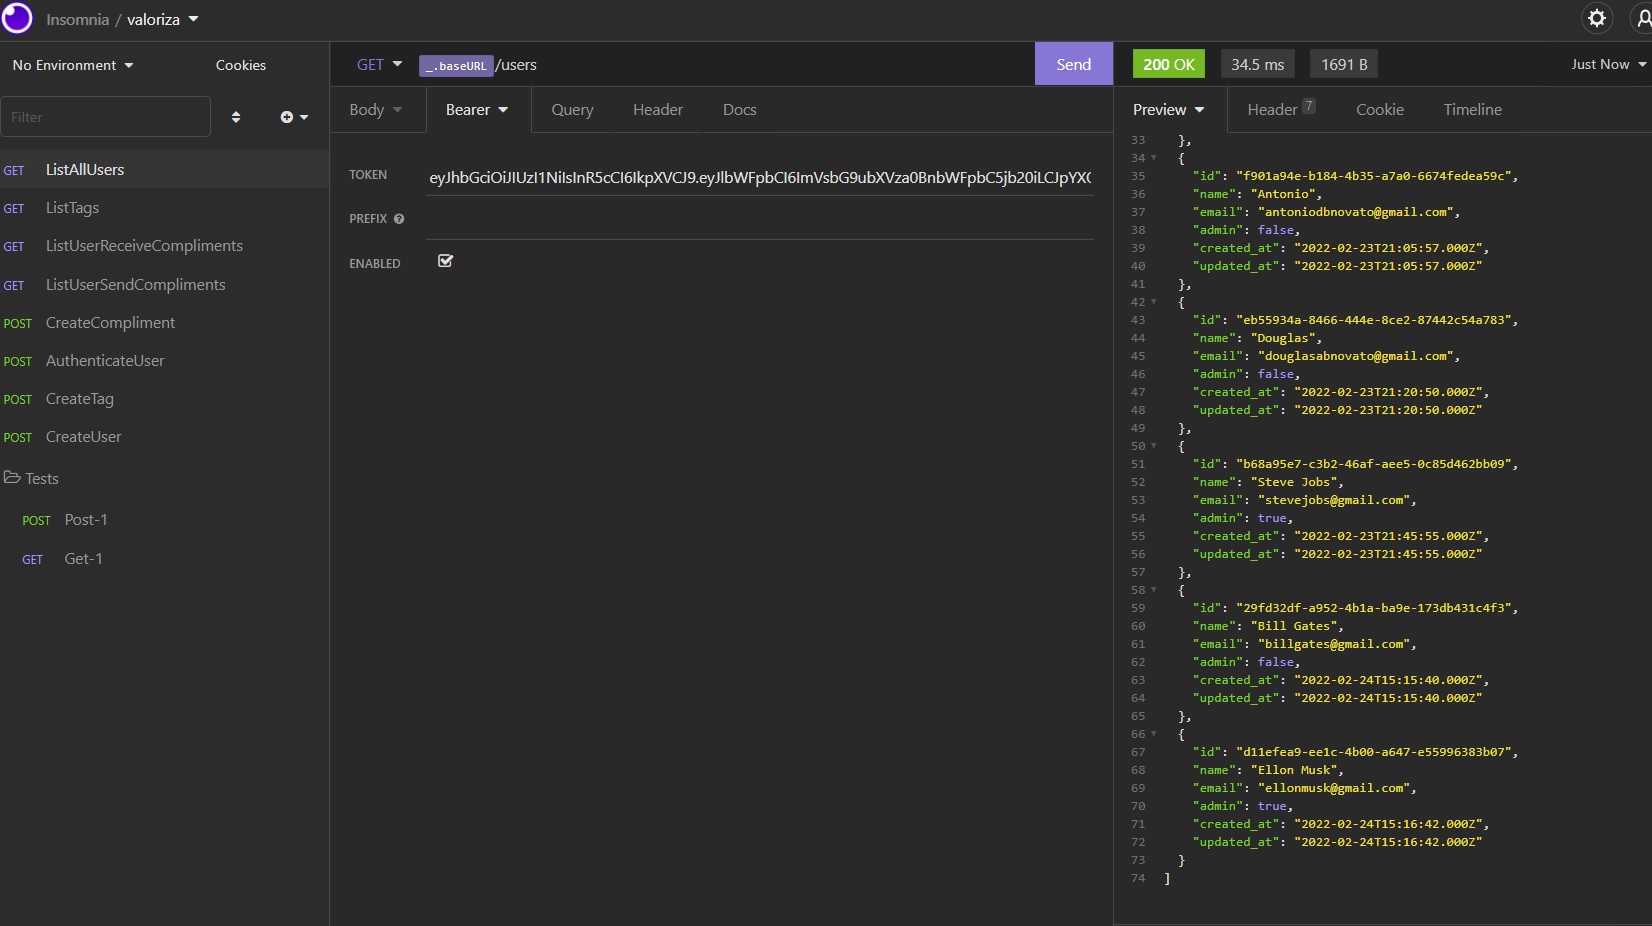 Insomnia / valoriza
No Environment
Cookies
GET _.baseURL/users
Send
200 OK
34.5 ms
1691 B
Just Now
Filter
Body
Bearer
Query
Header
Docs
Preview
Header 7
Cookie
Timeline
GET ListAllUsers
GET ListTags
GET ListUserReceiveCompliments
GET ListUserSendCompliments
POST CreateCompliment
POST AuthenticateUser
POST CreateTag
POST CreateUser
Tests
POST Post-1
GET Get-1
TOKEN
PREFIX
ENABLED
33 },
34 {
35 "id": "f901a94e-b184-4b35-a7a0-6674fedea59c",
36 "name": "Antonio",
37 "email": "antoniodbnovato@gmail.com",
38 "admin": false,
39 "created_at": "2022-02-23T21:05:57.000Z",
40 "updated_at": "2022-02-23T21:05:57.000Z"
41 },
42 {
43 "id": "eb55934a-8466-444e-8ce2-87442c54a783",
44 "name": "Douglas",
45 "email": "douglasabnovato@gmail.com",
46 "admin": false,
47 "created_at": "2022-02-23T21:20:50.000Z",
48 "updated_at": "2022-02-23T21:20:50.000Z"
49 },
50 {
51 "id": "b68a95e7-c3b2-46af-aee5-0c85d462bb09",
52 "name": "Steve Jobs",
53 "email": "stevejobs@gmail.com",
54 "admin": true,
55 "created_at": "2022-02-23T21:45:55.000Z",
56 "updated_at": "2022-02-23T21:45:55.000Z"
57 },
58 {
59 "id": "29fd32df-a952-4b1a-ba9e-173db431c4f3",
60 "name": "Bill Gates",
61 "email": "billgates@gmail.com",
62 "admin": false,
63 "created_at": "2022-02-24T15:15:40.000Z",
64 "updated_at": "2022-02-24T15:15:40.000Z"
65 },
66 {
67 "id": "d11efea9-ee1c-4b00-a647-e55996383b07",
68 "name": "Ellon Musk",
69 "email": "ellonmusk@gmail.com",
70 "admin": true,
71 "created_at": "2022-02-24T15:16:42.000Z",
72 "updated_at": "2022-02-24T15:16:42.000Z"
73 }
74 ]